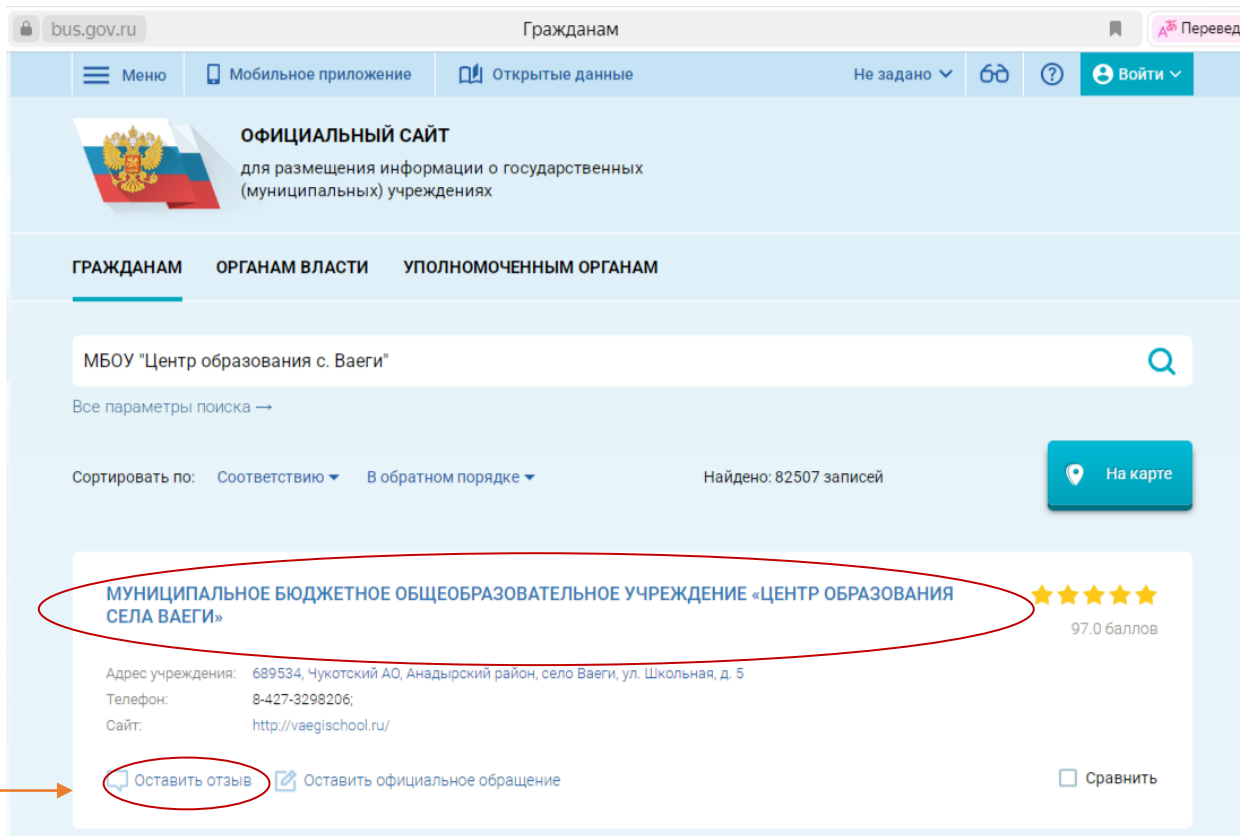 bus.gov.ru Гражданам Aあ Перевед
Меню Мобильное приложение Открытые данные Не задано Войти
ОФИЦИАЛЬНЫЙ САЙТ
для размещения информации о государственных
(муниципальных) учреждениях
ГРАЖДАНАМ ОРГАНАМ ВЛАСТИ УПОЛНОМОЧЕННЫМ ОРГАНАМ
МБОУ "Центр образования с. Ваеги"
Все параметры поиска →
Сортировать по: Соответствию В обратном порядке Найдено: 82507 записей На карте
МУНИЦИПАЛЬНОЕ БЮДЖЕТНОЕ ОБЩЕОБРАЗОВАТЕЛЬНОЕ УЧРЕЖДЕНИЕ «ЦЕНТР ОБРАЗОВАНИЯ
СЕЛА ВАЕГИ»
97.0 баллов
Адрес учреждения: 689534, Чукотский АО, Анадырский район, село Ваеги, ул. Школьная, д. 5
Телефон: 8-427-3298206;
Сайт: http://vaegischool.ru/
Оставить отзыв Оставить официальное обращение Сравнить